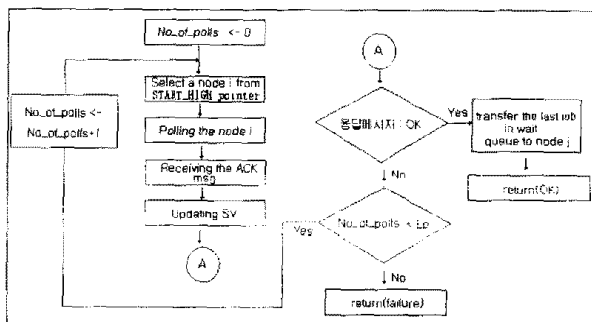 No_of_polls <- 0
Select a node i from
START_HIGH pointer
Polling the node i
Receiving the ACK
msg
Updating SV
A
No_of_polls <-
No_of_polls+1
A
응답메시지 : OK
Yes
transfer the last job
in wait
queue to node j
return(OK)
No
No_of_polls < Lp
Yes
No
return(failure)